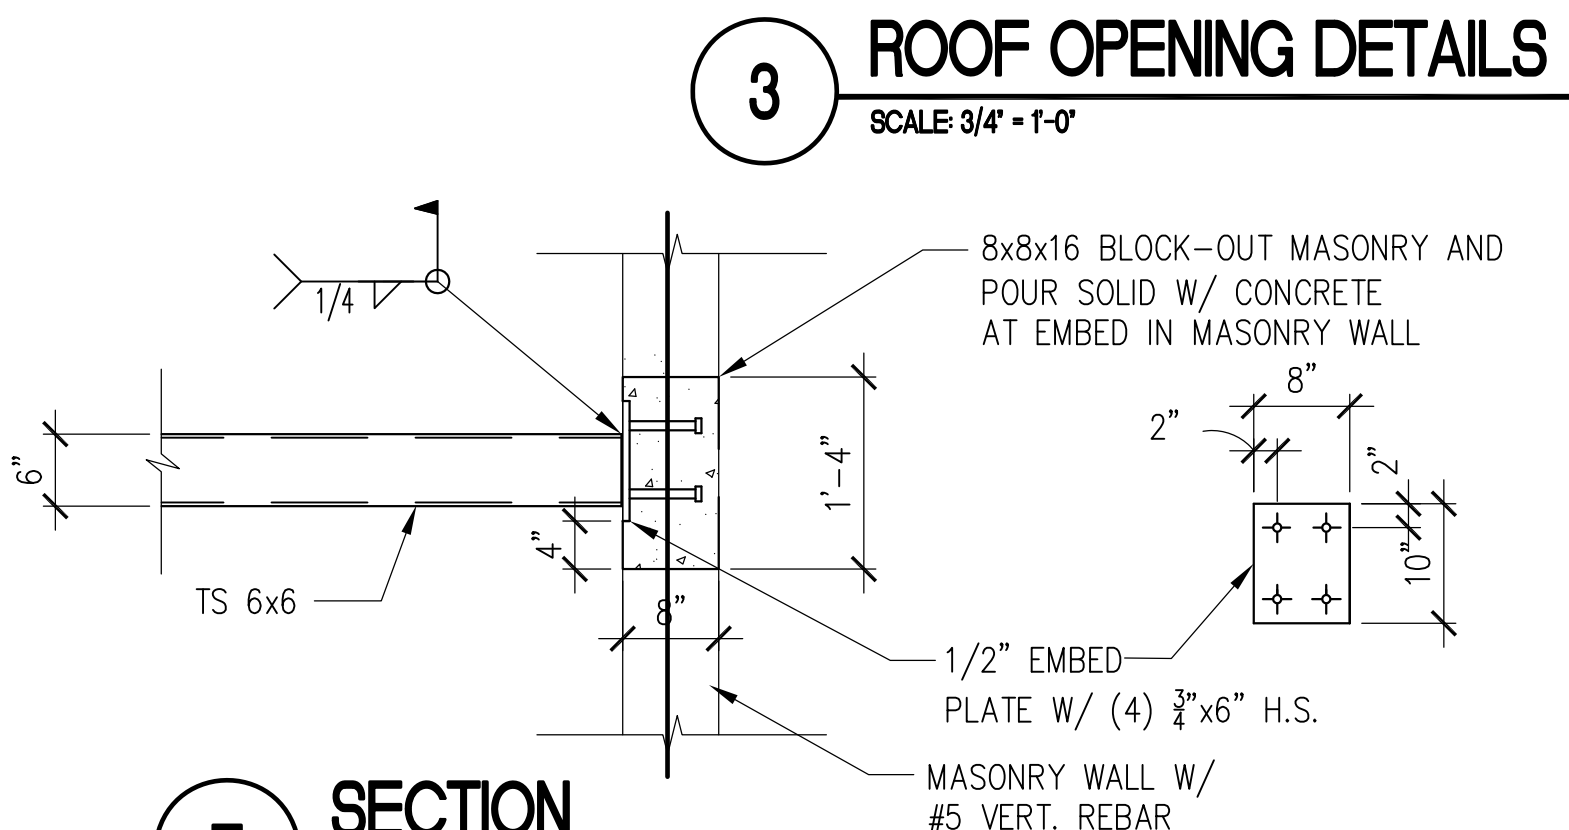 3
ROOF OPENING DETAILS
SCALE: 3/4" = 1'-0"
1/4
8x8x16 BLOCK-OUT MASONRY AND
POUR SOLID W/ CONCRETE
AT EMBED IN MASONRY WALL
6"
4"
1'-4"
8"
8"
2"
2"
10"
TS 6x6
1/2" EMBED
PLATE W/ (4) 3/4"x6" H.S.
MASONRY WALL W/
#5 VERT. REBAR
SECTION